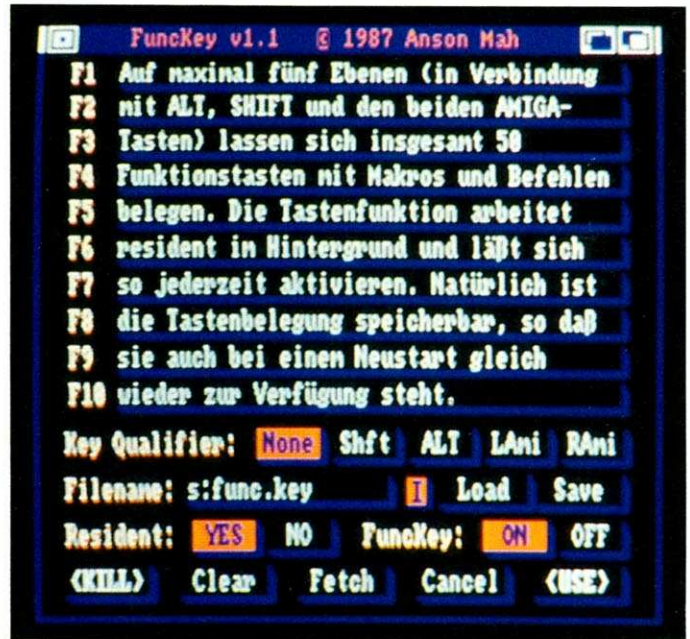 FuncKey v1.1 © 1987 Anson Mah
F1 Auf maximal fünf Ebenen (in Verbindung
F2 mit ALT, SHIFT und den beiden AMIGA-
F3 Tasten) lassen sich insgesamt 50
F4 Funktionstasten mit Makros und Befehlen
F5 belegen. Die Tastenfunktion arbeitet
F6 resident im Hintergrund und läßt sich
F7 so jederzeit aktivieren. Natürlich ist
F8 die Tastenbelegung speicherbar, so daß
F9 sie auch bei einem Neustart gleich
F10 wieder zur Verfügung steht.
Key Qualifier: None Shft ALT LAmi RAmi
Filename: s:func.key I Load Save
Resident: YES NO FuncKey: ON OFF
<KILL> Clear Fetch Cancel <USE>